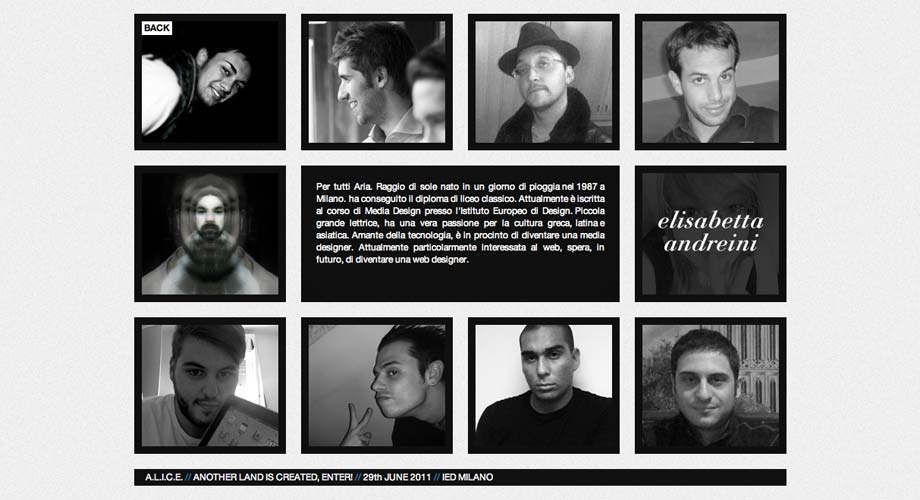 BACK
Per tutti Aria. Raggio di sole nato in un giorno di pioggia nel 1987 a
Milano. ha conseguito il diploma di liceo classico. Attualmente è iscritta
al corso di Media Design presso l'Istituto Europeo di Design. Piccola
grande lettrice, ha una vera passione per la cultura greca, latina e
asiatica. Amante della tecnologia, è in procinto di diventare una media
designer. Attualmente particolarmente interessata al web, spera, in
futuro, di diventare una web designer.
elisabetta
andreini
A.L.I.C.E. // ANOTHER LAND IS CREATED, ENTER! // 29th JUNE 2011 // IED MILANO